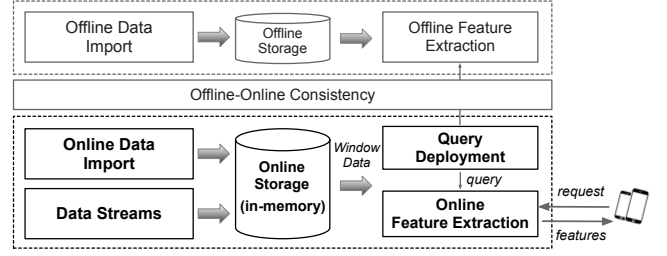 Offline Data
Import
Offline
Storage
Offline Feature
Extraction
Offline-Online Consistency
Online Data
Import
Data Streams
Online
Storage
(in-memory)
Window
Data
Query
Deployment
query
Online
Feature Extraction
request
features